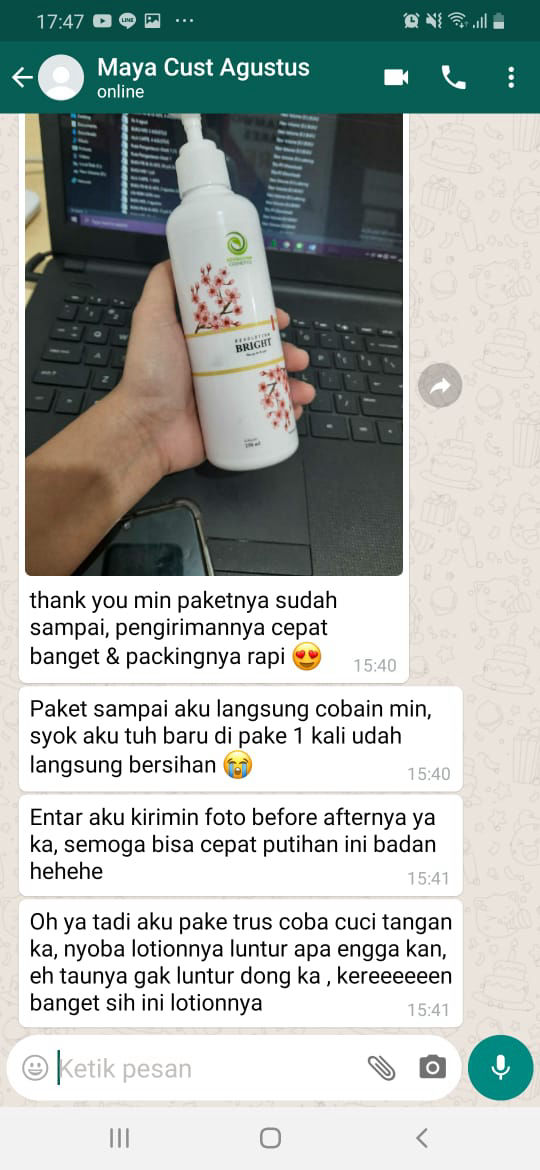 17:47
LINE
Maya Cust Agustus
online
REVOLUTION
BRIGHT
250 ml
thank you min paketnya sudah
sampai, pengirimannya cepat
banget & packingnya rapi 😍
15:40
Paket sampai aku langsung cobain min,
syok aku tuh baru di pake 1 kali udah
langsung bersihan 😭
15:40
Entar aku kirimin foto before afternya ya
ka, semoga bisa cepat putihan ini badan
hehehe
15:41
Oh ya tadi aku pake trus coba cuci tangan
ka, nyoba lotionnya luntur apa engga kan,
eh taunya gak luntur dong ka , kereeeeeen
banget sih ini lotionnya
15:41
Ketik pesan